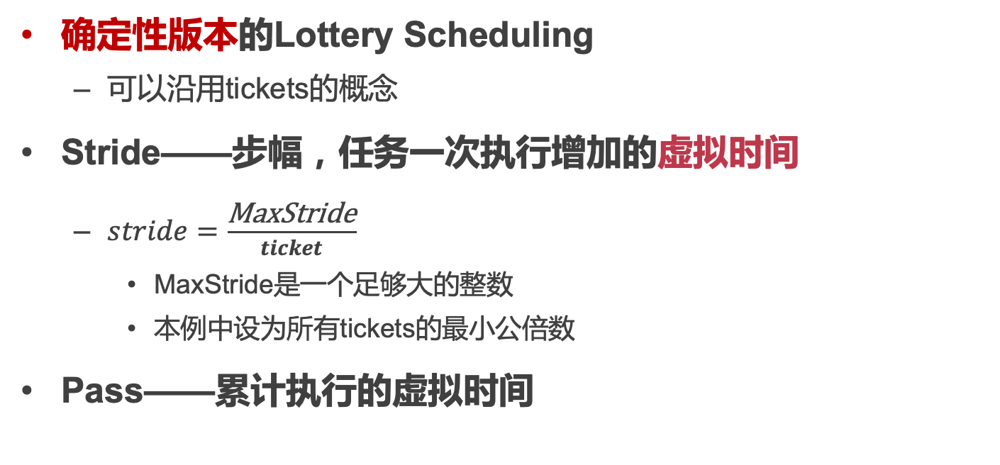 • 确定性版本的Lottery Scheduling
– 可以沿用tickets的概念
• Stride——步幅，任务一次执行增加的虚拟时间
– stride = MaxStride / ticket
• MaxStride是一个足够大的整数
• 本例中设为所有tickets的最小公倍数
• Pass——累计执行的虚拟时间